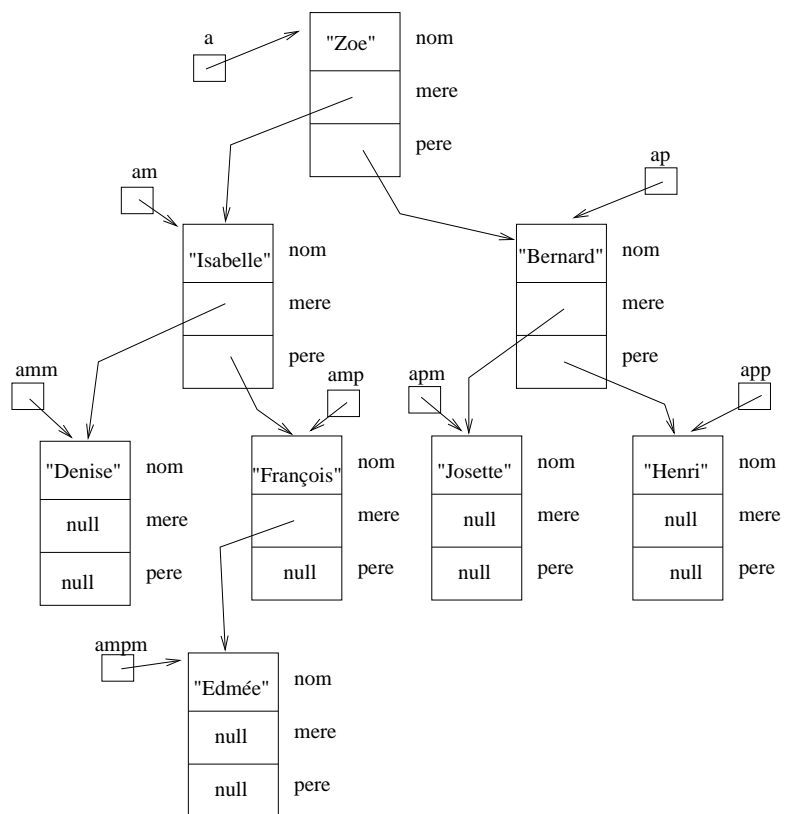 a
"Zoe" nom
mere
pere
am
ap
"Isabelle" nom
mere
pere
"Bernard" nom
mere
pere
amm
amp
apm
app
"Denise" nom
null mere
null pere
"François" nom
mere
null pere
"Josette" nom
null mere
null pere
"Henri" nom
null mere
null pere
ampm
"Edmée" nom
null mere
null pere